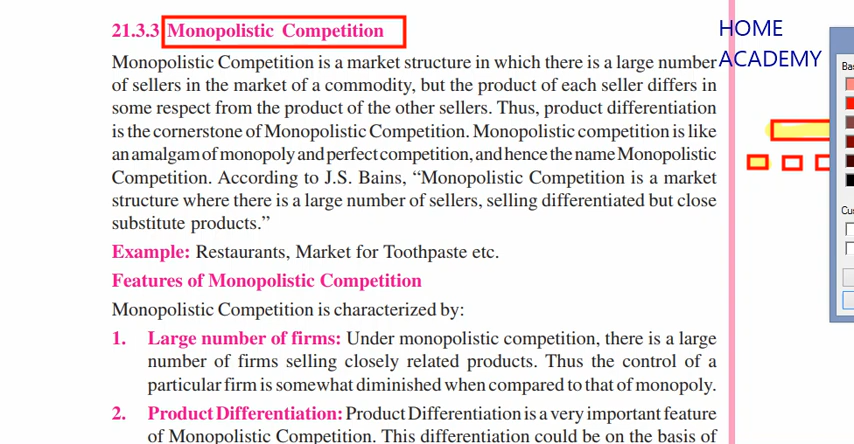 21.3.3 Monopolistic Competition
Monopolistic Competition is a market structure in which there is a large number
of sellers in the market of a commodity, but the product of each seller differs in
some respect from the product of the other sellers. Thus, product differentiation
is the cornerstone of Monopolistic Competition. Monopolistic competition is like
an amalgam of monopoly and perfect competition, and hence the name Monopolistic
Competition. According to J.S. Bains, “Monopolistic Competition is a market
structure where there is a large number of sellers, selling differentiated but close
substitute products.”
Example: Restaurants, Market for Toothpaste etc.
Features of Monopolistic Competition
Monopolistic Competition is characterized by:
1. Large number of firms: Under monopolistic competition, there is a large
number of firms selling closely related products. Thus the control of a
particular firm is somewhat diminished when compared to that of monopoly.
2. Product Differentiation: Product Differentiation is a very important feature
of Monopolistic Competition. This differentiation could be on the basis of
HOME
ACADEMY